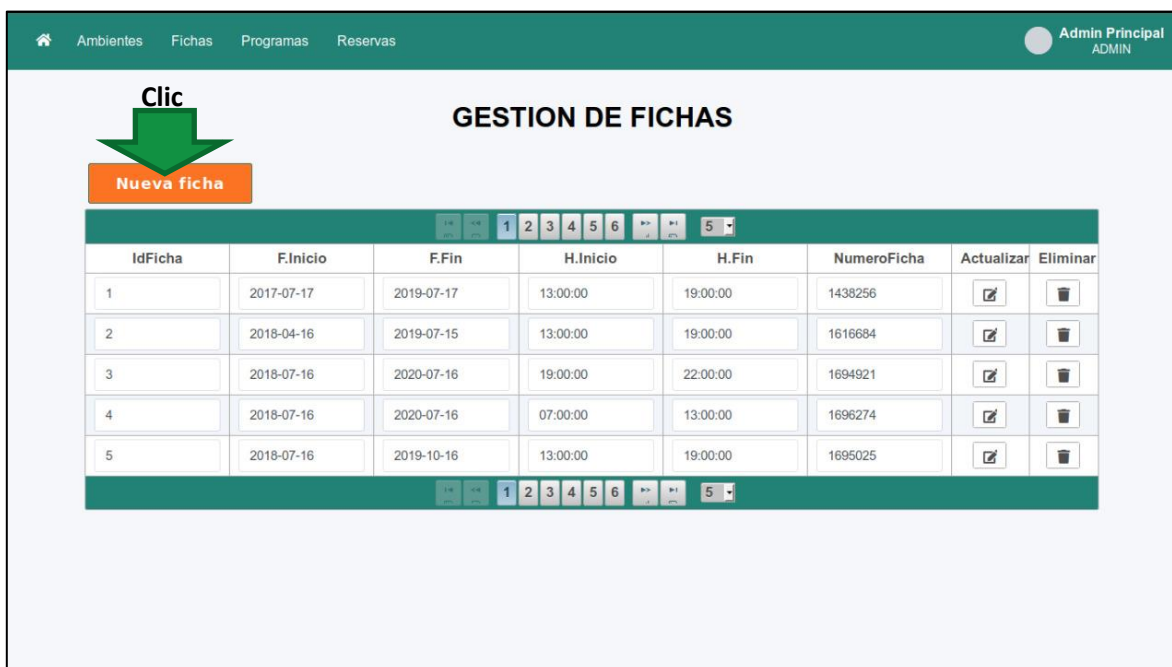 Ambientes Fichas Programas Reservas Admin Principal
ADMIN
Clic
GESTION DE FICHAS
Nueva ficha
1 2 3 4 5 6 5
IdFicha F.Inicio F.Fin H.Inicio H.Fin NumeroFicha Actualizar Eliminar
1 2017-07-17 2019-07-17 13:00:00 19:00:00 1438256
2 2018-04-16 2019-07-15 13:00:00 19:00:00 1616684
3 2018-07-16 2020-07-16 19:00:00 22:00:00 1694921
4 2018-07-16 2020-07-16 07:00:00 13:00:00 1696274
5 2018-07-16 2019-10-16 13:00:00 19:00:00 1695025
1 2 3 4 5 6 5